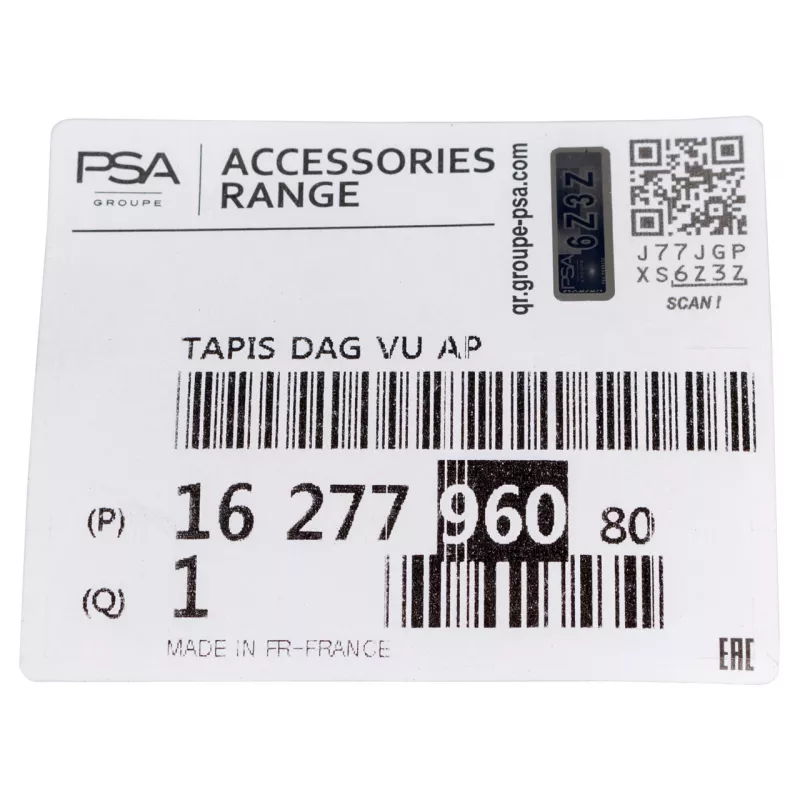 PSA
GROUPE
ACCESSORIES
RANGE
qr.groupe-psa.com
PSA
6Z3Z
J77JGP
XS6Z3Z
SCAN!
TAPIS DAG VU AP
(P) 16 277 960 80
(Q) 1
MADE IN FR-FRANCE
EAC